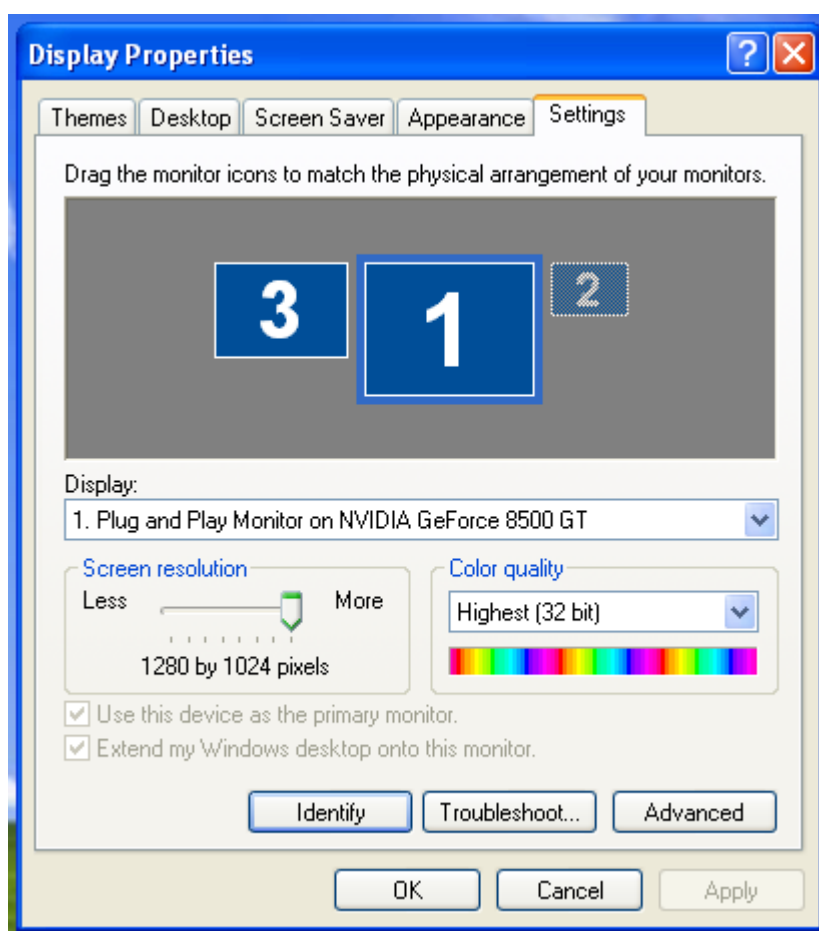 Display Properties
Themes Desktop Screen Saver Appearance Settings
Drag the monitor icons to match the physical arrangement of your monitors.
3 1 2
Display:
1. Plug and Play Monitor on NVIDIA GeForce 8500 GT
Screen resolution
Less More
1280 by 1024 pixels
Color quality
Highest (32 bit)
Use this device as the primary monitor.
Extend my Windows desktop onto this monitor.
Identify Troubleshoot... Advanced
OK Cancel Apply